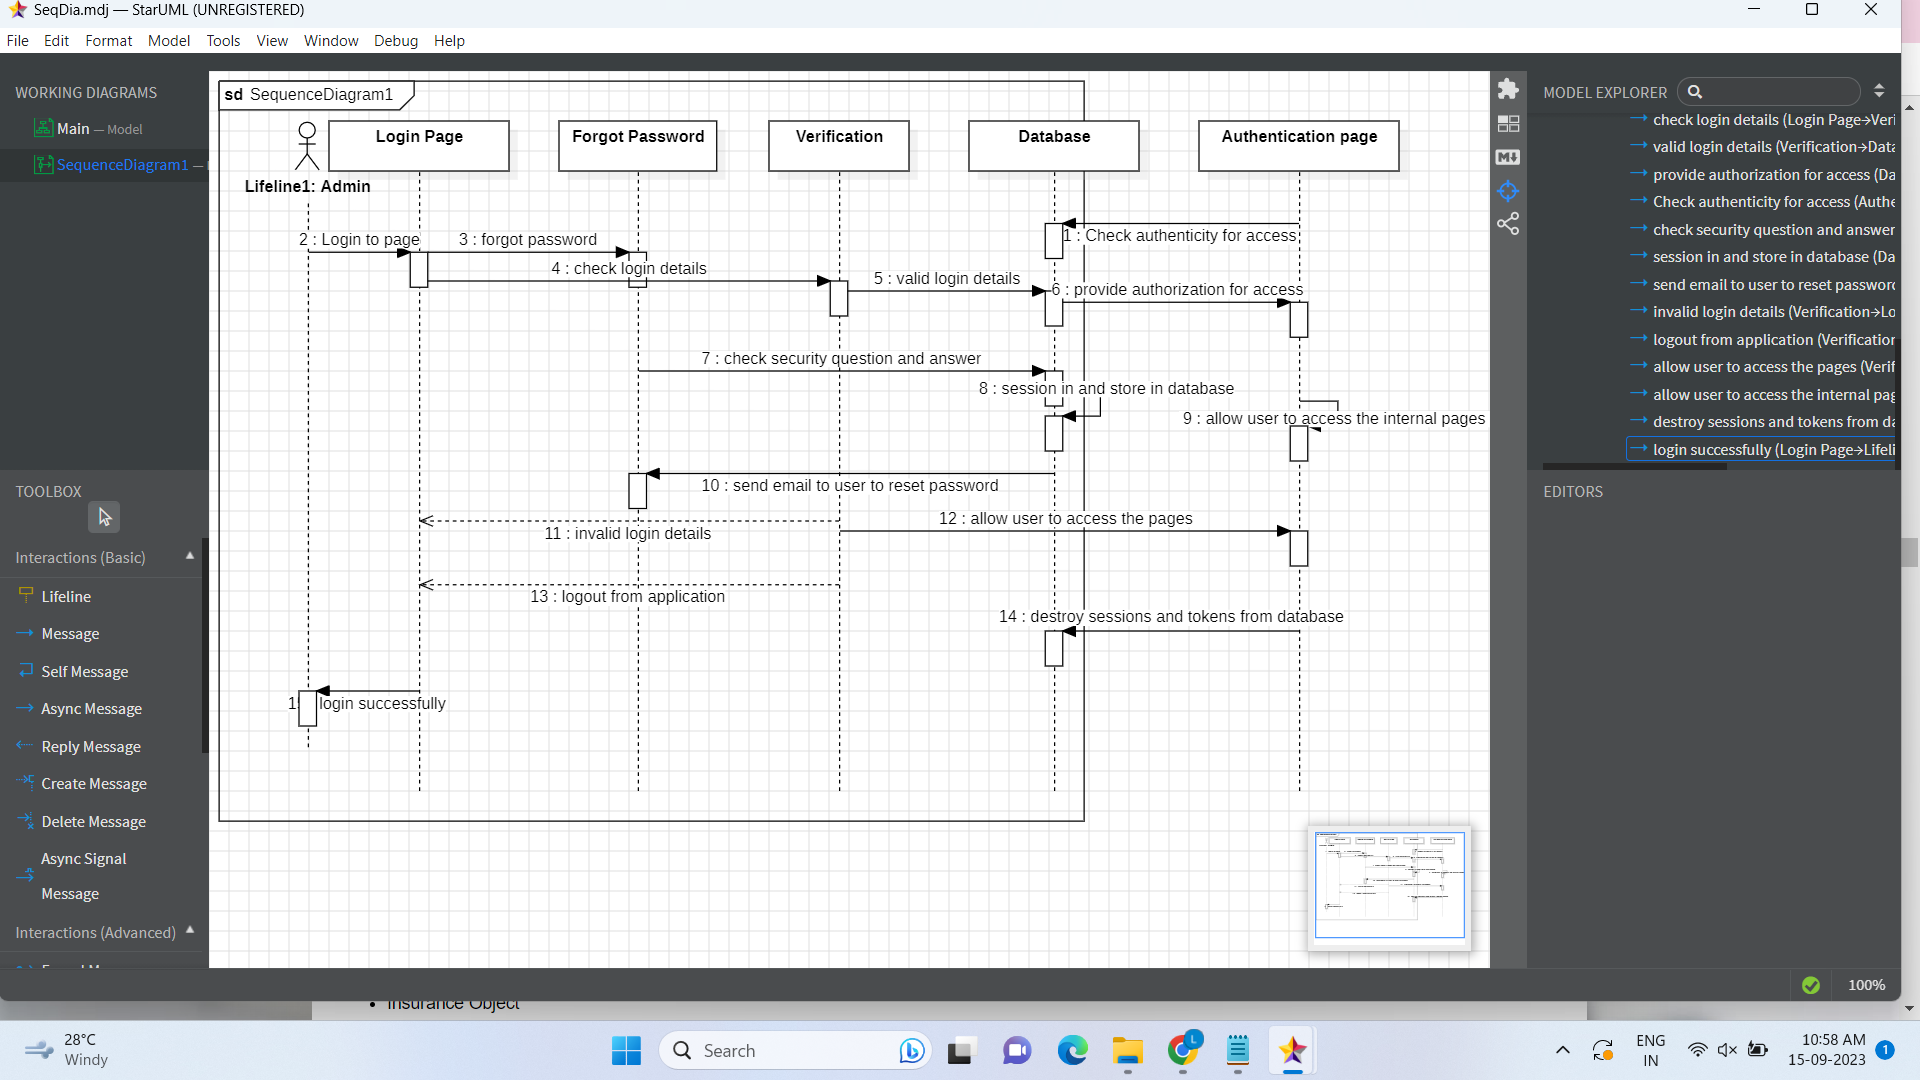 SeqDia.mdj — StarUML (UNREGISTERED)
File Edit Format Model Tools View Window Debug Help
WORKING DIAGRAMS
Main — Model
SequenceDiagram1 —
TOOLBOX
Interactions (Basic)
Lifeline
Message
Self Message
Async Message
Reply Message
Create Message
Delete Message
Async Signal
Message
Interactions (Advanced)
sd SequenceDiagram1
Login Page
Forgot Password
Verification
Database
Authentication page
Lifeline1: Admin
1 : Check authenticity for access
2 : Login to page
3 : forgot password
4 : check login details
5 : valid login details
6 : provide authorization for access
7 : check security question and answer
8 : session in and store in database
9 : allow user to access the internal pages
10 : send email to user to reset password
11 : invalid login details
12 : allow user to access the pages
13 : logout from application
14 : destroy sessions and tokens from database
login successfully
MODEL EXPLORER
check login details (Login Page→Veri
valid login details (Verification→Data
provide authorization for access (Da
Check authenticity for access (Authe
check security question and answer
session in and store in database (Da
send email to user to reset password
invalid login details (Verification→Lo
logout from application (Verification
allow user to access the pages (Verif
allow user to access the internal pag
destroy sessions and tokens from da
login successfully (Login Page→Lifeli
EDITORS
100%
Insurance Object
28°C
Windy
Search
ENG
IN
10:58 AM
15-09-2023
1